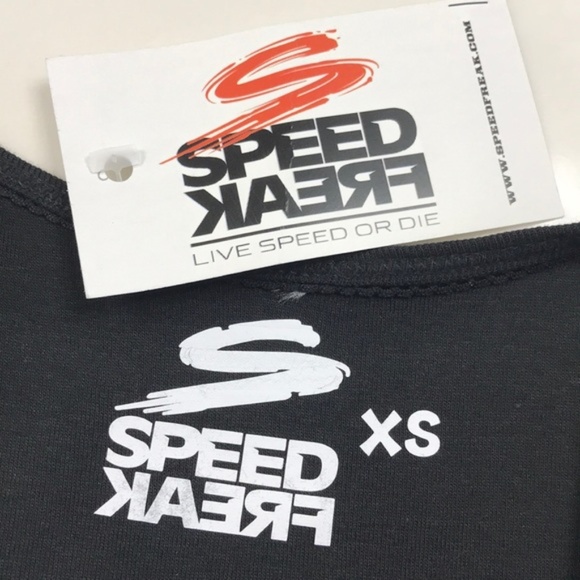 SPEED
FREAK
LIVE SPEED OR DIE
WWW.SPEEDFREAK.COM
SPEED
FREAK
XS